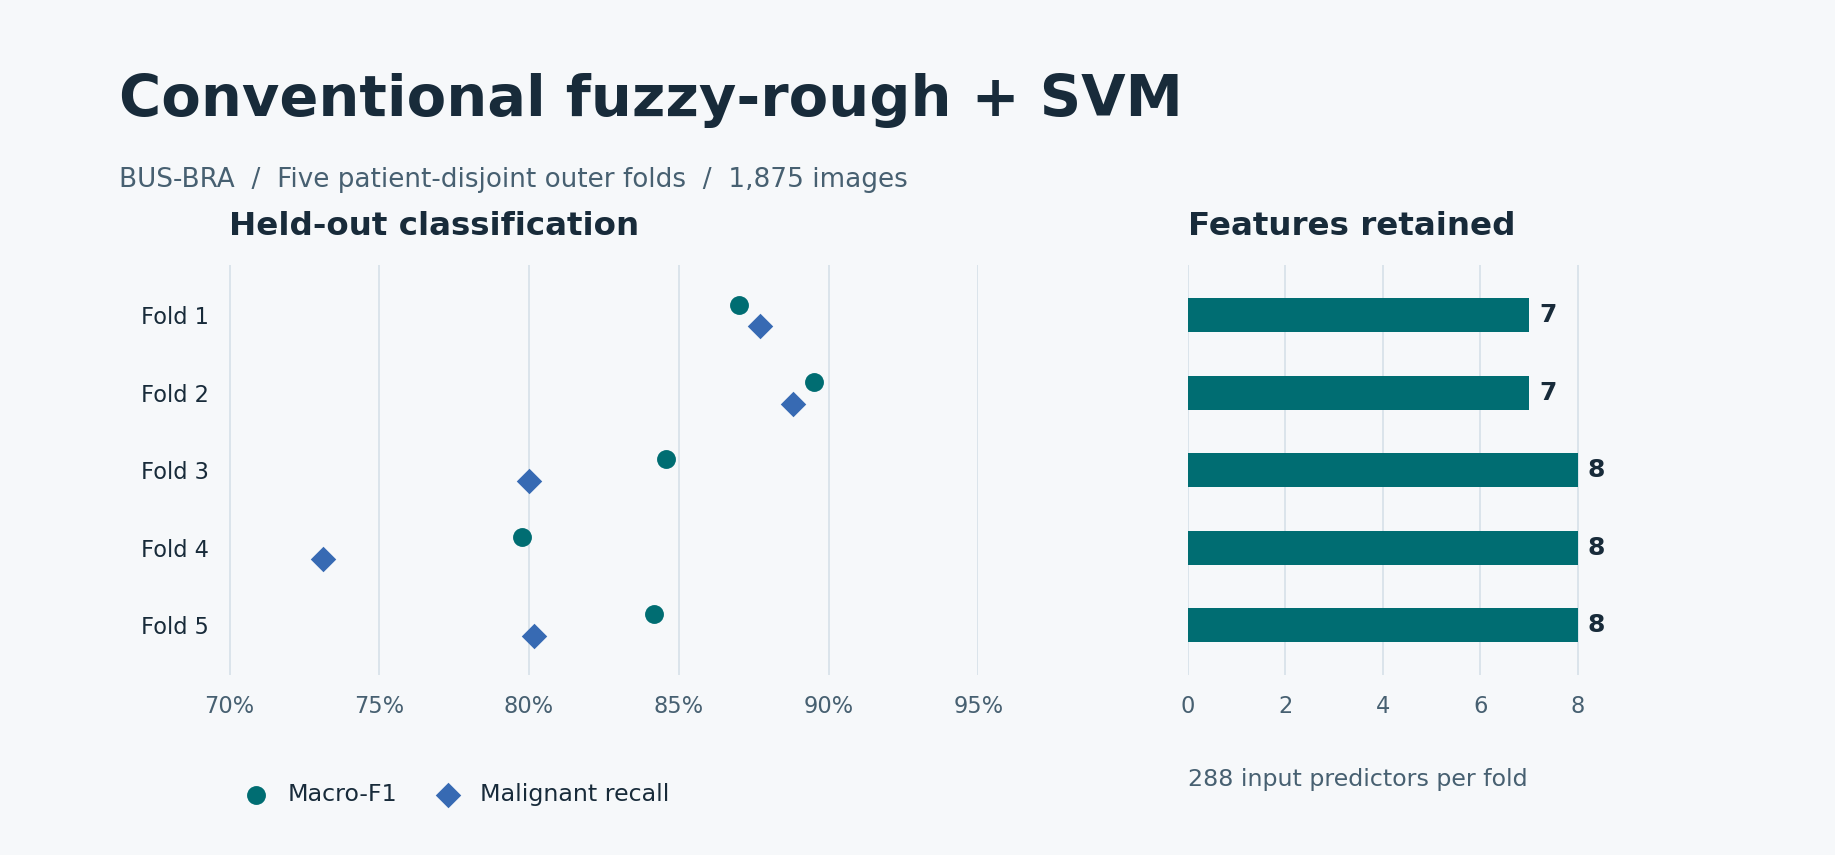 Conventional fuzzy-rough + SVM
BUS-BRA / Five patient-disjoint outer folds / 1,875 images
Held-out classification
Fold 1
Fold 2
Fold 3
Fold 4
Fold 5
70% 75% 80% 85% 90% 95%
Macro-F1 Malignant recall
Features retained
7
7
8
8
8
0 2 4 6 8
288 input predictors per fold